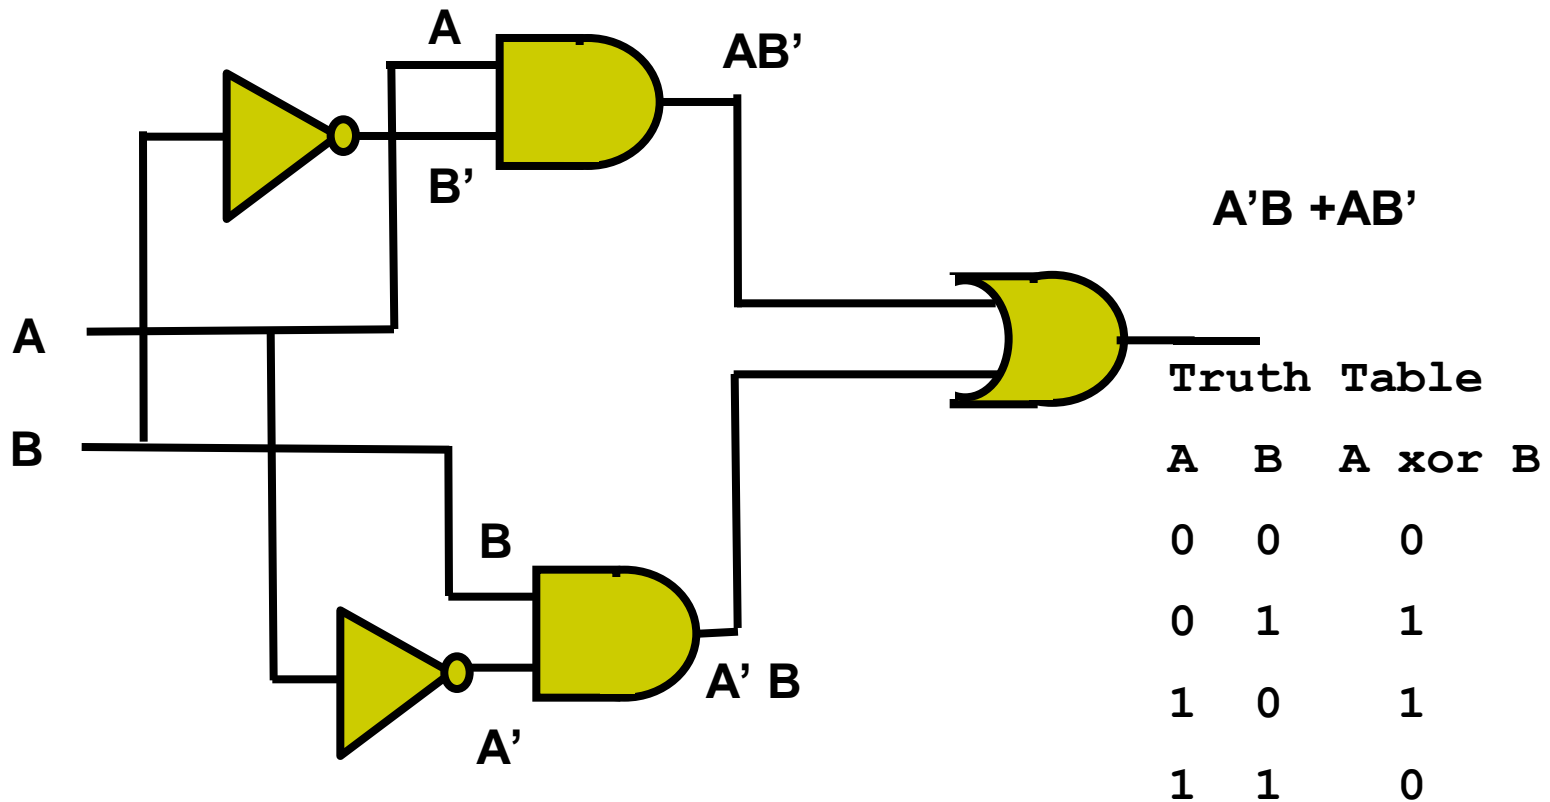 A
AB’
B’
A’B +AB’
A
B
B
A’ B
A’
Truth Table
A B A xor B
0 0 0
0 1 1
1 0 1
1 1 0